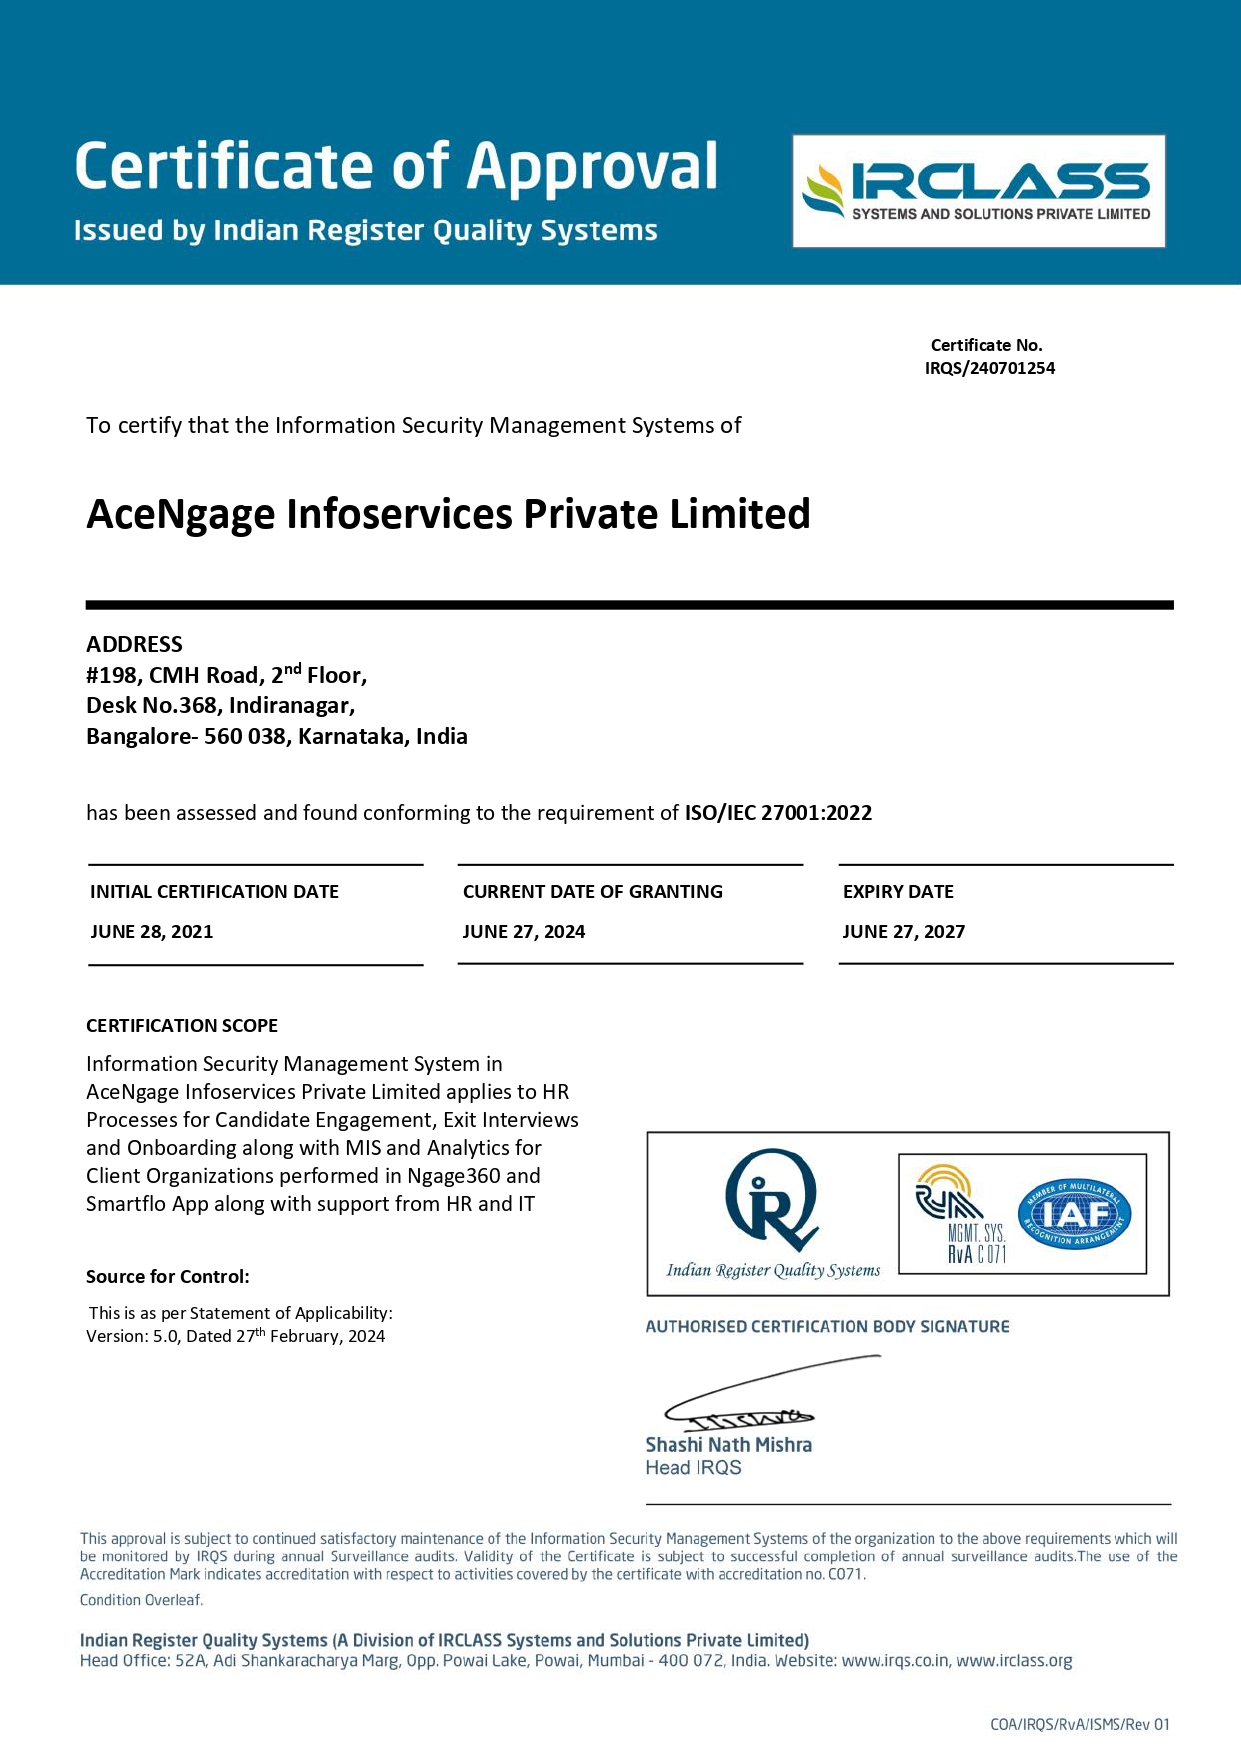 Certificate of Approval
Issued by Indian Register Quality Systems
IRCLASS
SYSTEMS AND SOLUTIONS PRIVATE LIMITED
Certificate No.
IRQS/240701254
To certify that the Information Security Management Systems of
AceNgage Infoservices Private Limited
ADDRESS
#198, CMH Road, 2nd Floor,
Desk No.368, Indiranagar,
Bangalore- 560 038, Karnataka, India
has been assessed and found conforming to the requirement of ISO/IEC 27001:2022
INITIAL CERTIFICATION DATE
JUNE 28, 2021
CURRENT DATE OF GRANTING
JUNE 27, 2024
EXPIRY DATE
JUNE 27, 2027
CERTIFICATION SCOPE
Information Security Management System in
AceNgage Infoservices Private Limited applies to HR
Processes for Candidate Engagement, Exit Interviews
and Onboarding along with MIS and Analytics for
Client Organizations performed in Ngage360 and
Smartflo App along with support from HR and IT
Source for Control:
This is as per Statement of Applicability:
Version: 5.0, Dated 27th February, 2024
IRQ
Indian Register Quality Systems
RvA
MGMT. SYS.
RvA C 071
MEMBER OF MULTILATERAL
IAF
RECOGNITION ARRANGEMENT
AUTHORISED CERTIFICATION BODY SIGNATURE
Mishra
Shashi Nath Mishra
Head IRQS
This approval is subject to continued satisfactory maintenance of the Information Security Management Systems of the organization to the above requirements which will
be monitored by IRQS during annual Surveillance audits. Validity of the Certificate is subject to successful completion of annual surveillance audits.The use of the
Accreditation Mark indicates accreditation with respect to activities covered by the certificate with accreditation no. C071.
Condition Overleaf.
Indian Register Quality Systems (A Division of IRCLASS Systems and Solutions Private Limited)
Head Office: 52A, Adi Shankaracharya Marg, Opp. Powai Lake, Powai, Mumbai - 400 072, India. Website: www.irqs.co.in, www.irclass.org
COA/IRQS/RvA/ISMS/Rev 01